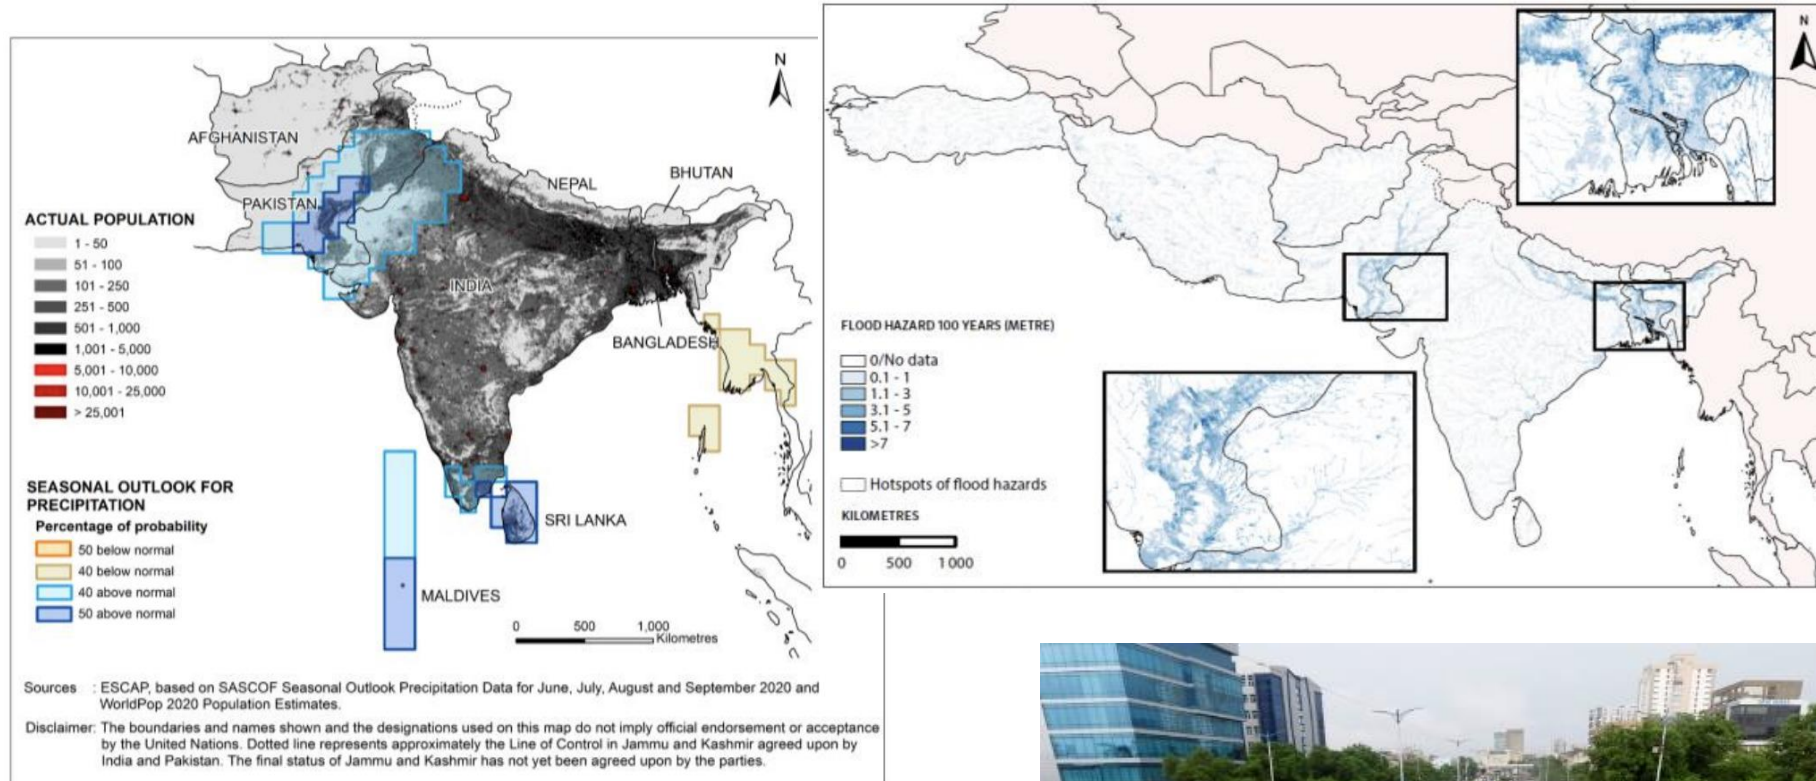 N
AFGHANISTAN
BHUTAN
NEPAL
PAKISTAN
INDIA
BANGLADESH
SRI LANKA
MALDIVES
ACTUAL POPULATION
1 - 50
51 - 100
101 - 250
251 - 500
501 - 1,000
1,001 - 5,000
5,001 - 10,000
10,001 - 25,000
> 25,001
SEASONAL OUTLOOK FOR
PRECIPITATION
Percentage of probability
50 below normal
40 below normal
40 above normal
50 above normal
0 500 1,000
Kilometres
Sources : ESCAP, based on SASCOF Seasonal Outlook Precipitation Data for June, July, August and September 2020 and
WorldPop 2020 Population Estimates.
Disclaimer: The boundaries and names shown and the designations used on this map do not imply official endorsement or acceptance
by the United Nations. Dotted line represents approximately the Line of Control in Jammu and Kashmir agreed upon by
India and Pakistan. The final status of Jammu and Kashmir has not yet been agreed upon by the parties.
N
FLOOD HAZARD 100 YEARS (METRE)
0/No data
0.1 - 1
1.1 - 3
3.1 - 5
5.1 - 7
>7
Hotspots of flood hazards
KILOMETRES
0 500 1 000